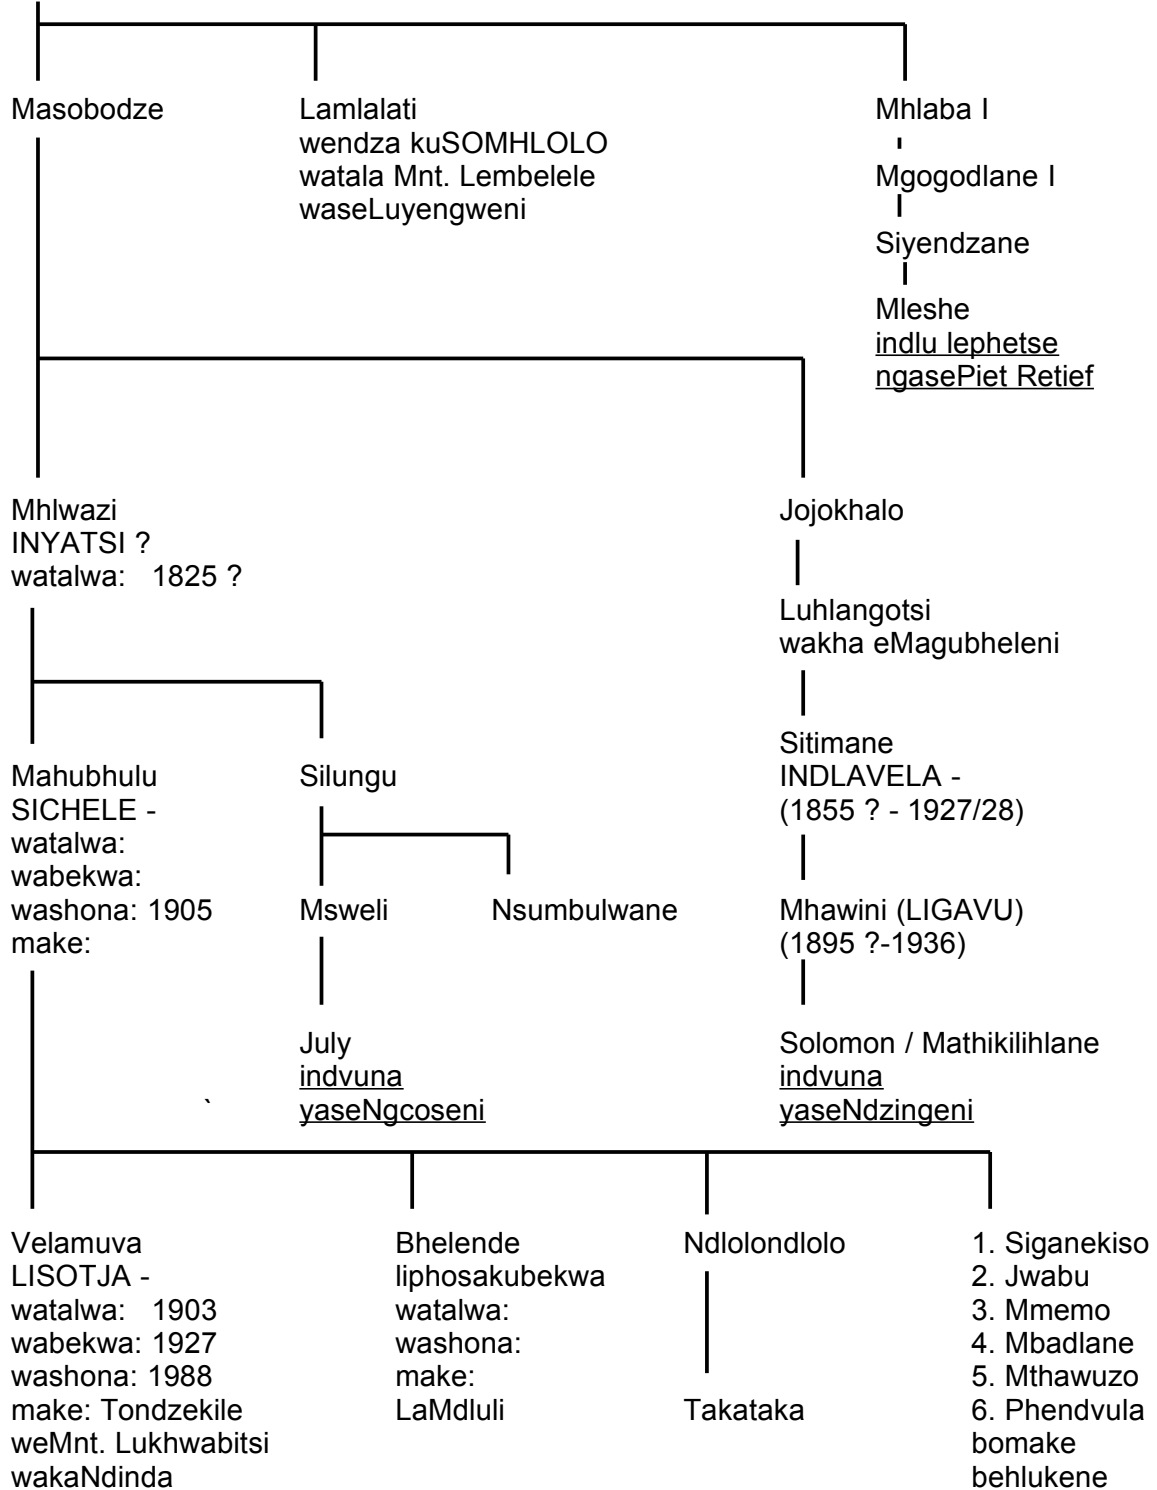 Masobodze
Lamlalati
wendza kuSOMHLOLO
watala Mnt. Lembelele
waseLuyengweni
Mhlaba I
Mgogodlane I
Siyendzane
Mleshe
indlu lephetse
ngasePiet Retief
Mhlwazi
INYATSI ?
watalwa: 1825 ?
Jojokhalo
Luhlangotsi
wakha eMagubheleni
Mahubhulu
SICHELE -
watalwa:
wabekwa:
washona: 1905
make:
Silungu
Sitimane
INDLAVELA -
(1855 ? - 1927/28)
Msweli
Nsumbulwane
Mhawini (LIGAVU)
(1895 ?-1936)
July
indvuna
yaseNgcoseni
Solomon / Mathikilihlane
indvuna
yaseNdzingeni
`
Velamuva
LISOTJA -
watalwa: 1903
wabekwa: 1927
washona: 1988
make: Tondzekile
weMnt. Lukhwabitsi
wakaNdinda
Bhelende
liphosakubekwa
watalwa:
washona:
make:
LaMdluli
Ndlolondlolo
Takataka
1. Siganekiso
2. Jwabu
3. Mmemo
4. Mbadlane
5. Mthawuzo
6. Phendvula
bomake
behlukene